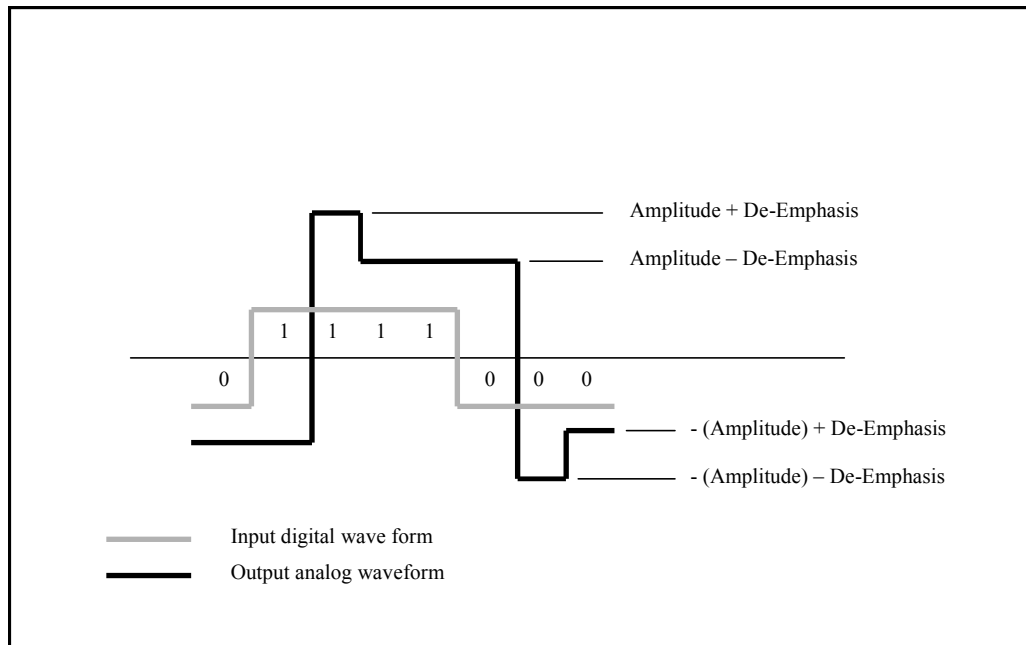 Amplitude + De-Emphasis
Amplitude – De-Emphasis
1 1 1 1
0 0 0 0
- (Amplitude) + De-Emphasis
- (Amplitude) – De-Emphasis
Input digital wave form
Output analog waveform